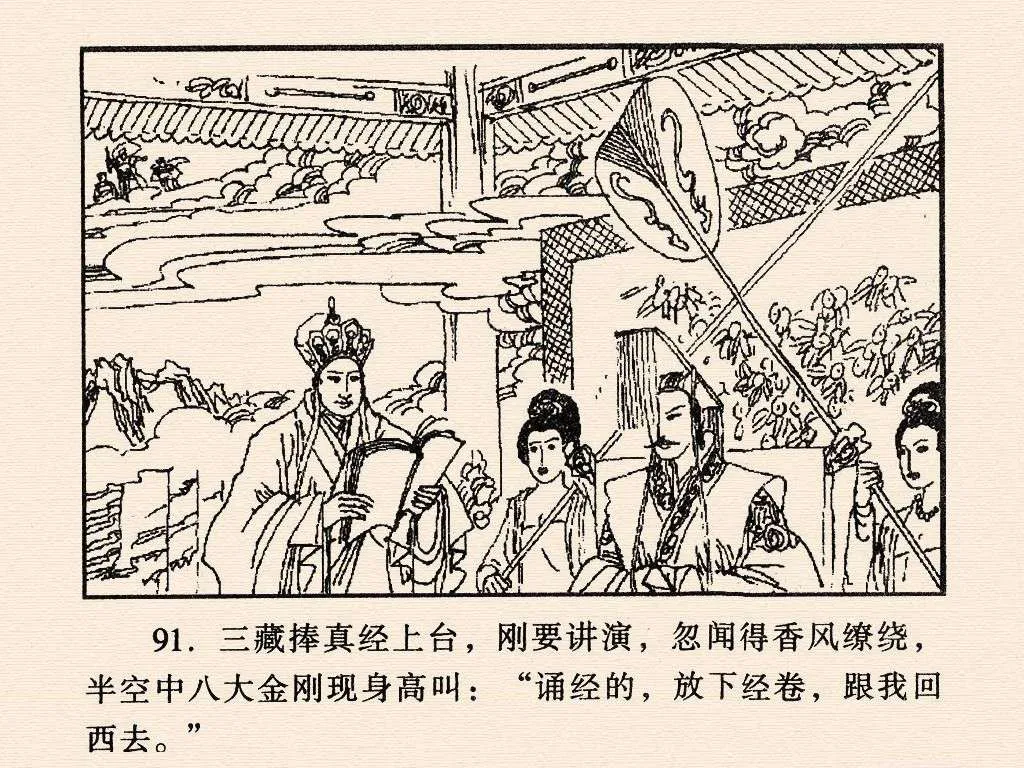 91. 三藏捧真经上台，刚要讲演，忽闻得香风缭绕，
半空中八大金刚现身高叫：“诵经的，放下经卷，跟我回
西去。”